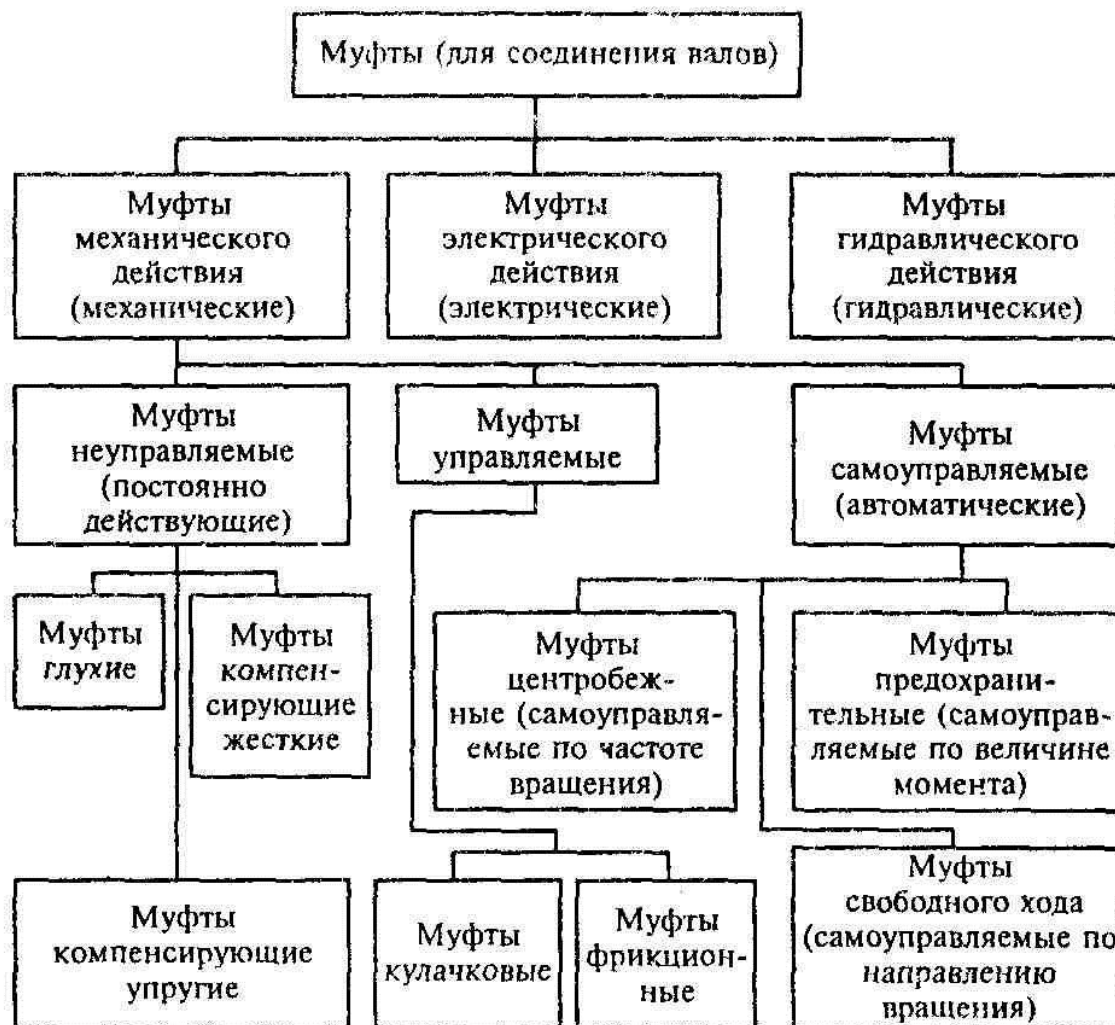 Муфты (для соединения валов)
Муфты
механического
действия
(механические)
Муфты
электрического
действия
(электрические)
Муфты
гидравлического
действия
(гидравлические)
Муфты
неуправляемые
(постоянно
действующие)
Муфты
управляемые
Муфты
самоуправляемые
(автоматические)
Муфты
глухие
Муфты
компен-
сирующие
жесткие
Муфты
центробеж-
ные (самоуправля-
емые по частоте
вращения)
Муфты
предохрани-
тельные (самоуправ-
ляемые по величине
момента)
Муфты
компенсирующие
упругие
Муфты
кулачковые
Муфты
фрикцион-
ные
Муфты
свободного хода
(самоуправляемые по
направлению
вращения)